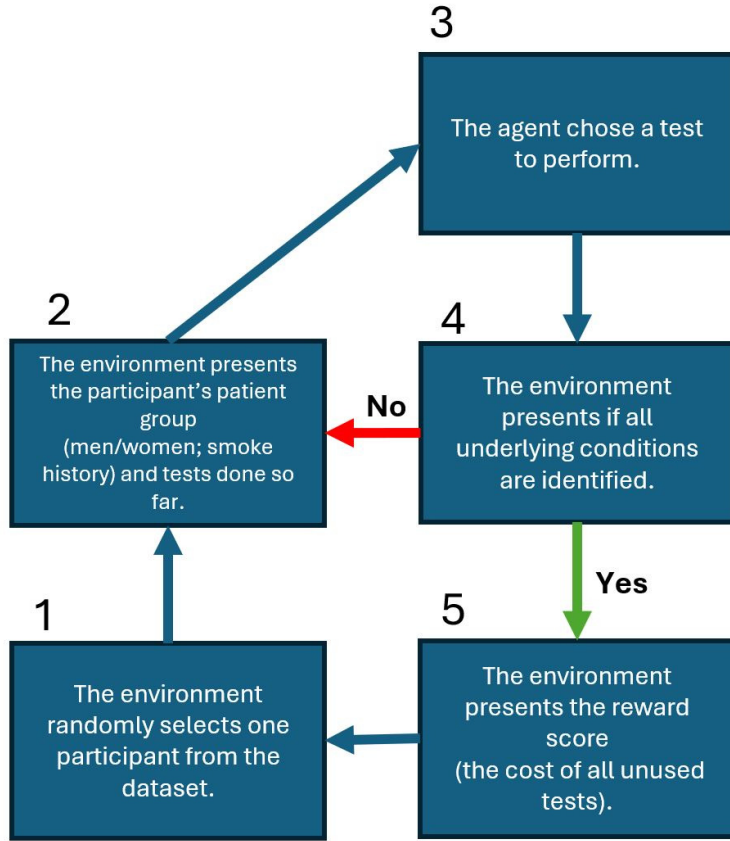 3
The agent chose a test
to perform.
2
The environment presents
the participant's patient
group
(men/women; smoke
history) and tests done so
far.
4
The environment
presents if all
underlying conditions
are identified.
No
Yes
1
The environment
randomly selects one
participant from the
dataset.
5
The environment
presents the reward
score
(the cost of all unused
tests).